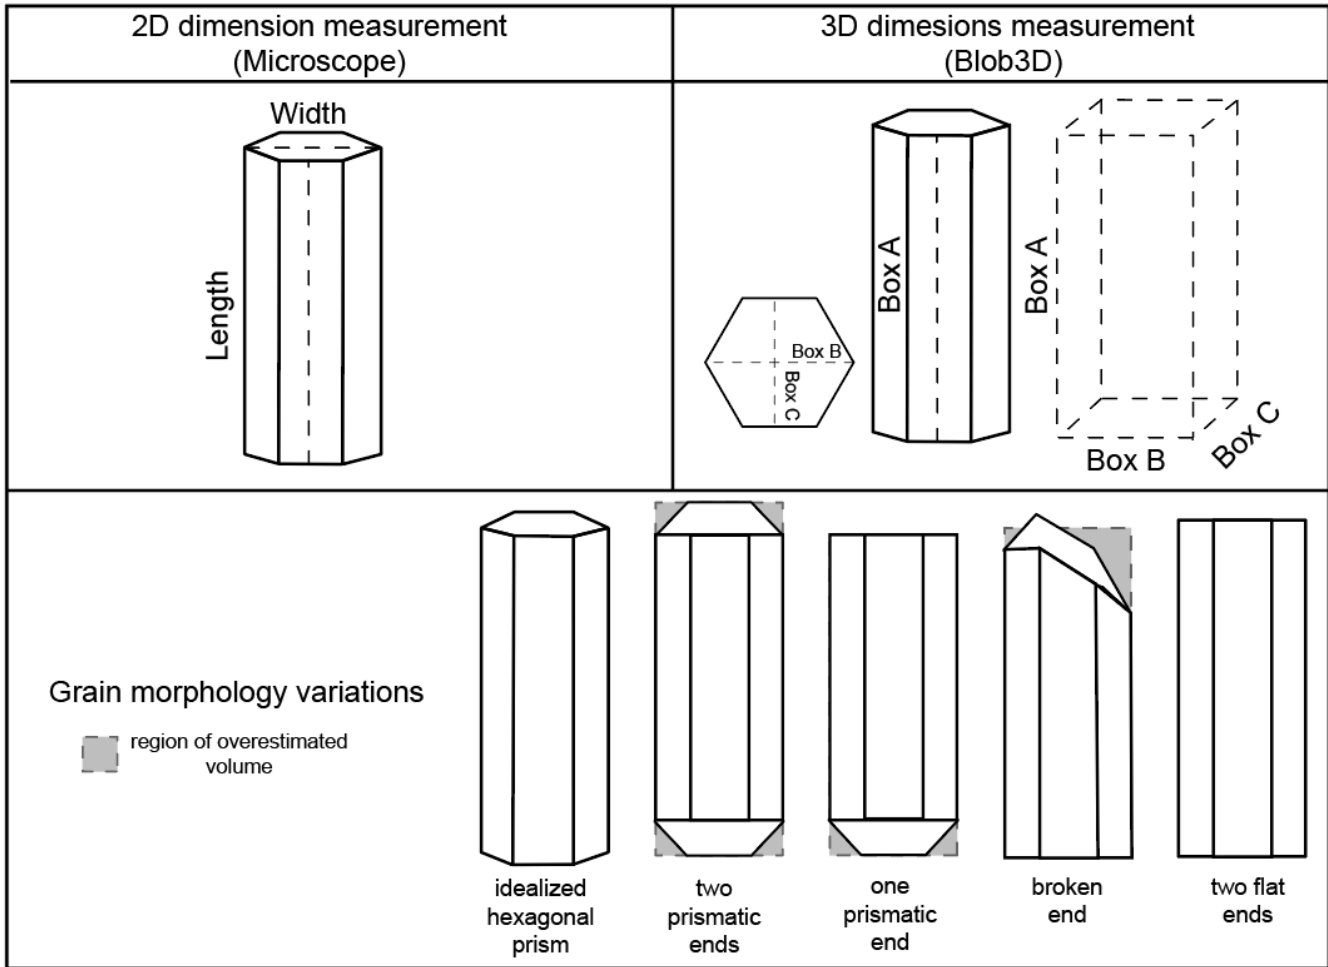 2D dimension measurement
(Microscope)
3D dimesions measurement
(Blob3D)
Width
Length
Box B
Box C
Box A
Box A
Box B
Box C
Grain morphology variations
region of overestimated
volume
idealized
hexagonal
prism
two
prismatic
ends
one
prismatic
end
broken
end
two flat
ends